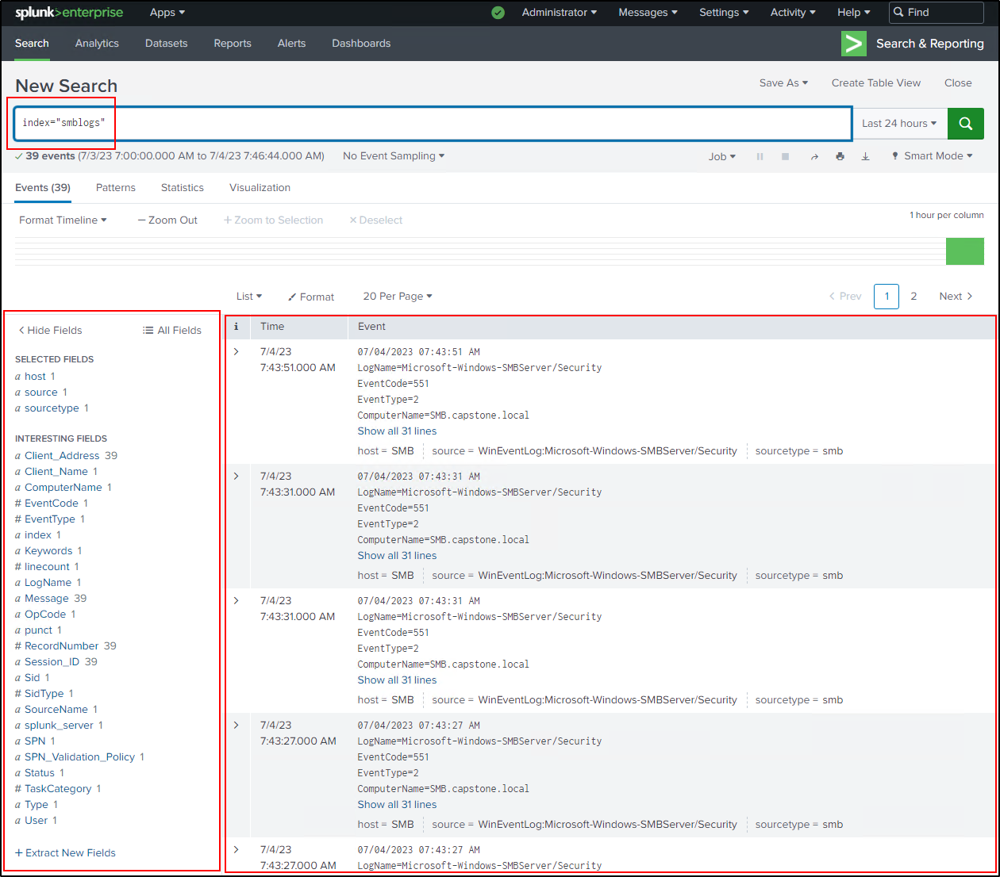 splunk>enterprise Apps Administrator Messages Settings Activity Help Find
Search Analytics Datasets Reports Alerts Dashboards Search & Reporting
New Search
Save As Create Table View Close
index="smblogs"
Last 24 hours
39 events (7/3/23 7:00:00.000 AM to 7/4/23 7:46:44.000 AM) No Event Sampling Job Smart Mode
Events (39) Patterns Statistics Visualization
Format Timeline — Zoom Out + Zoom to Selection × Deselect
1 hour per column
List Format 20 Per Page
< Prev 1 2 Next >
< Hide Fields All Fields
SELECTED FIELDS
a host 1
a source 1
a sourcetype 1
INTERESTING FIELDS
a Client_Address 39
a Client_Name 1
a ComputerName 1
# EventCode 1
# EventType 1
a index 1
a Keywords 1
# linecount 1
a LogName 1
a Message 39
a OpCode 1
a punct 1
# RecordNumber 39
a Session_ID 39
a Sid 1
# SidType 1
a SourceName 1
a splunk_server 1
a SPN 1
a SPN_Validation_Policy 1
a Status 1
# TaskCategory 1
a Type 1
a User 1
+ Extract New Fields
i Time Event
> 7/4/23
7:43:51.000 AM
07/04/2023 07:43:51 AM
LogName=Microsoft-Windows-SMBServer/Security
EventCode=551
EventType=2
ComputerName=SMB.capstone.local
Show all 31 lines
host = SMB source = WinEventLog:Microsoft-Windows-SMBServer/Security sourcetype = smb
> 7/4/23
7:43:31.000 AM
07/04/2023 07:43:31 AM
LogName=Microsoft-Windows-SMBServer/Security
EventCode=551
EventType=2
ComputerName=SMB.capstone.local
Show all 31 lines
host = SMB source = WinEventLog:Microsoft-Windows-SMBServer/Security sourcetype = smb
> 7/4/23
7:43:31.000 AM
07/04/2023 07:43:31 AM
LogName=Microsoft-Windows-SMBServer/Security
EventCode=551
EventType=2
ComputerName=SMB.capstone.local
Show all 31 lines
host = SMB source = WinEventLog:Microsoft-Windows-SMBServer/Security sourcetype = smb
> 7/4/23
7:43:27.000 AM
07/04/2023 07:43:27 AM
LogName=Microsoft-Windows-SMBServer/Security
EventCode=551
EventType=2
ComputerName=SMB.capstone.local
Show all 31 lines
host = SMB source = WinEventLog:Microsoft-Windows-SMBServer/Security sourcetype = smb
> 7/4/23
7:43:27.000 AM
07/04/2023 07:43:27 AM
LogName=Microsoft-Windows-SMBServer/Security